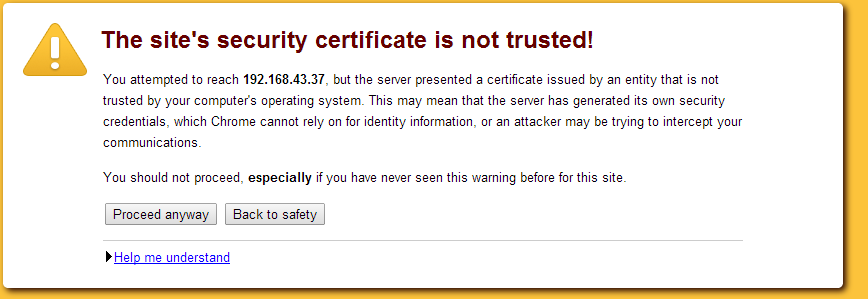 The site's security certificate is not trusted!
You attempted to reach 192.168.43.37, but the server presented a certificate issued by an entity that is not
trusted by your computer's operating system. This may mean that the server has generated its own security
credentials, which Chrome cannot rely on for identity information, or an attacker may be trying to intercept your
communications.
You should not proceed, especially if you have never seen this warning before for this site.
Proceed anyway Back to safety
Help me understand